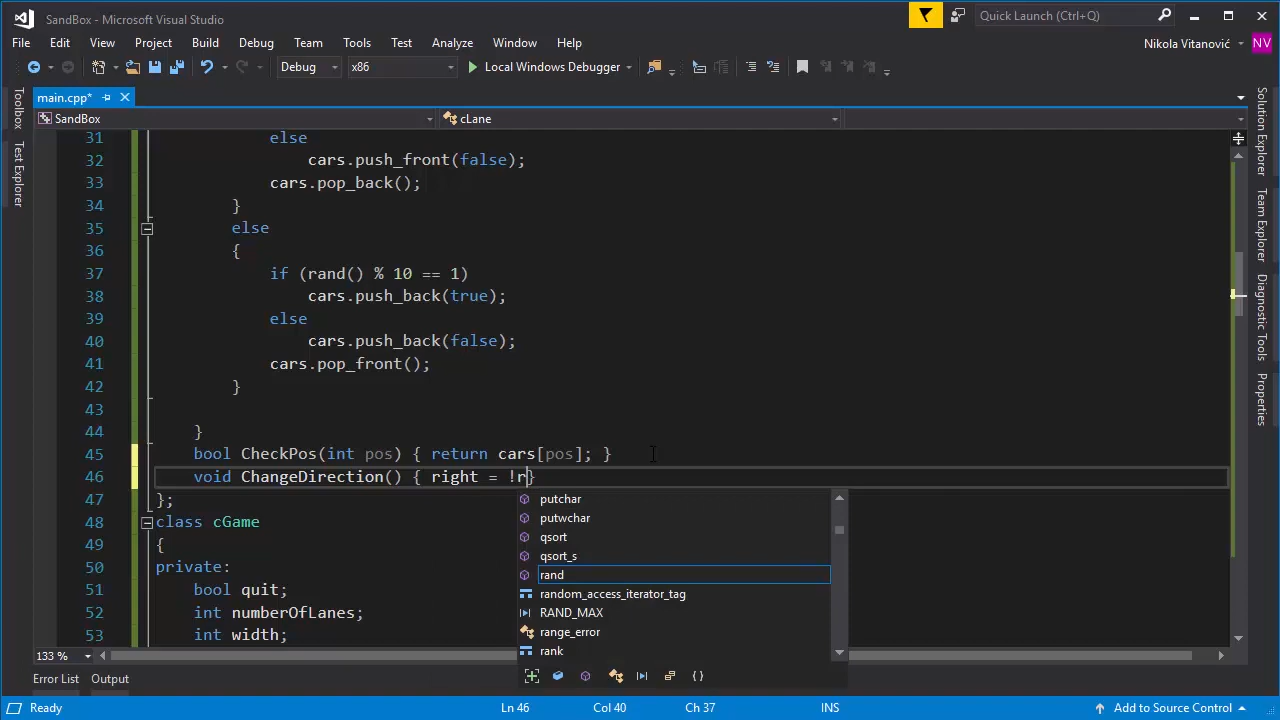 SandBox - Microsoft Visual Studio
Quick Launch (Ctrl+Q)
File Edit View Project Build Debug Team Tools Test Analyze Window Help
Nikola Vitanović NV
Debug x86 Local Windows Debugger
main.cpp*
SandBox cLane
Toolbox
Test Explorer
31 else
32 cars.push_front(false);
33 cars.pop_back();
34 }
35 else
36 {
37 if (rand() % 10 == 1)
38 cars.push_back(true);
39 else
40 cars.push_back(false);
41 cars.pop_front();
42 }
43
44 }
45 bool CheckPos(int pos) { return cars[pos]; }
46 void ChangeDirection() { right = !r}
47 };
48 class cGame
49 {
50 private:
51 bool quit;
52 int numberOfLanes;
53 int width;
putchar
putwchar
qsort
qsort_s
rand
random_access_iterator_tag
RAND_MAX
range_error
rank
{ }
Solution Explorer
Team Explorer
Diagnostic Tools
Properties
133 %
Error List Output
Ready Ln 46 Col 40 Ch 37 INS Add to Source Control